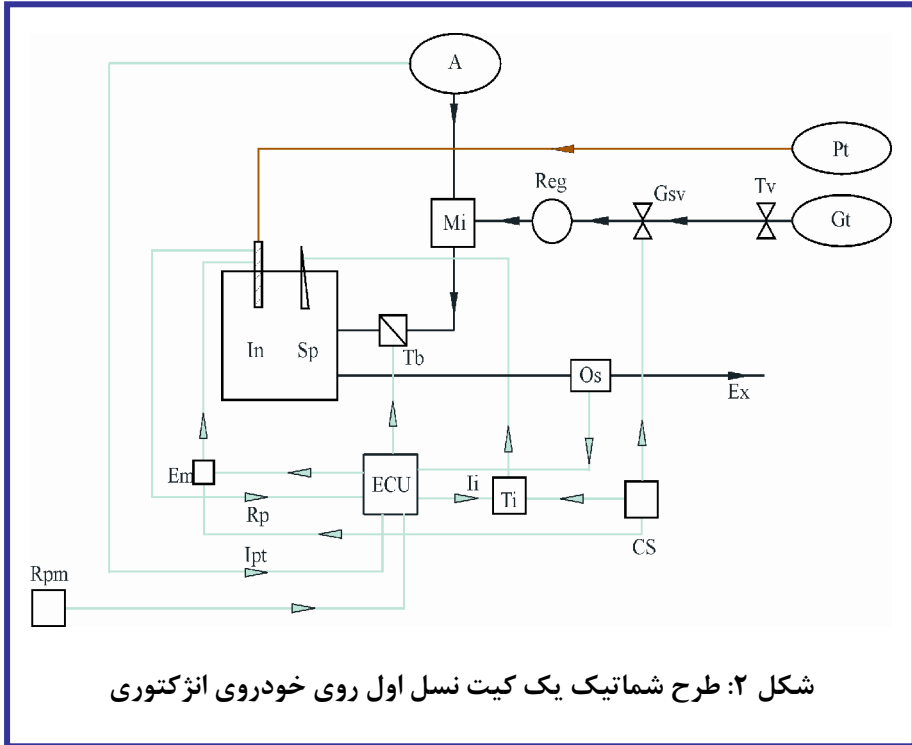 A
Pt
Reg
Gsv
Tv
Mi
Gt
In
Sp
Tb
Os
Ex
Em
ECU
Ii
Ti
Rp
CS
Ipt
Rpm
شکل ۲: طرح شماتیک یک کیت نسل اول روی خودروی انژکتوری